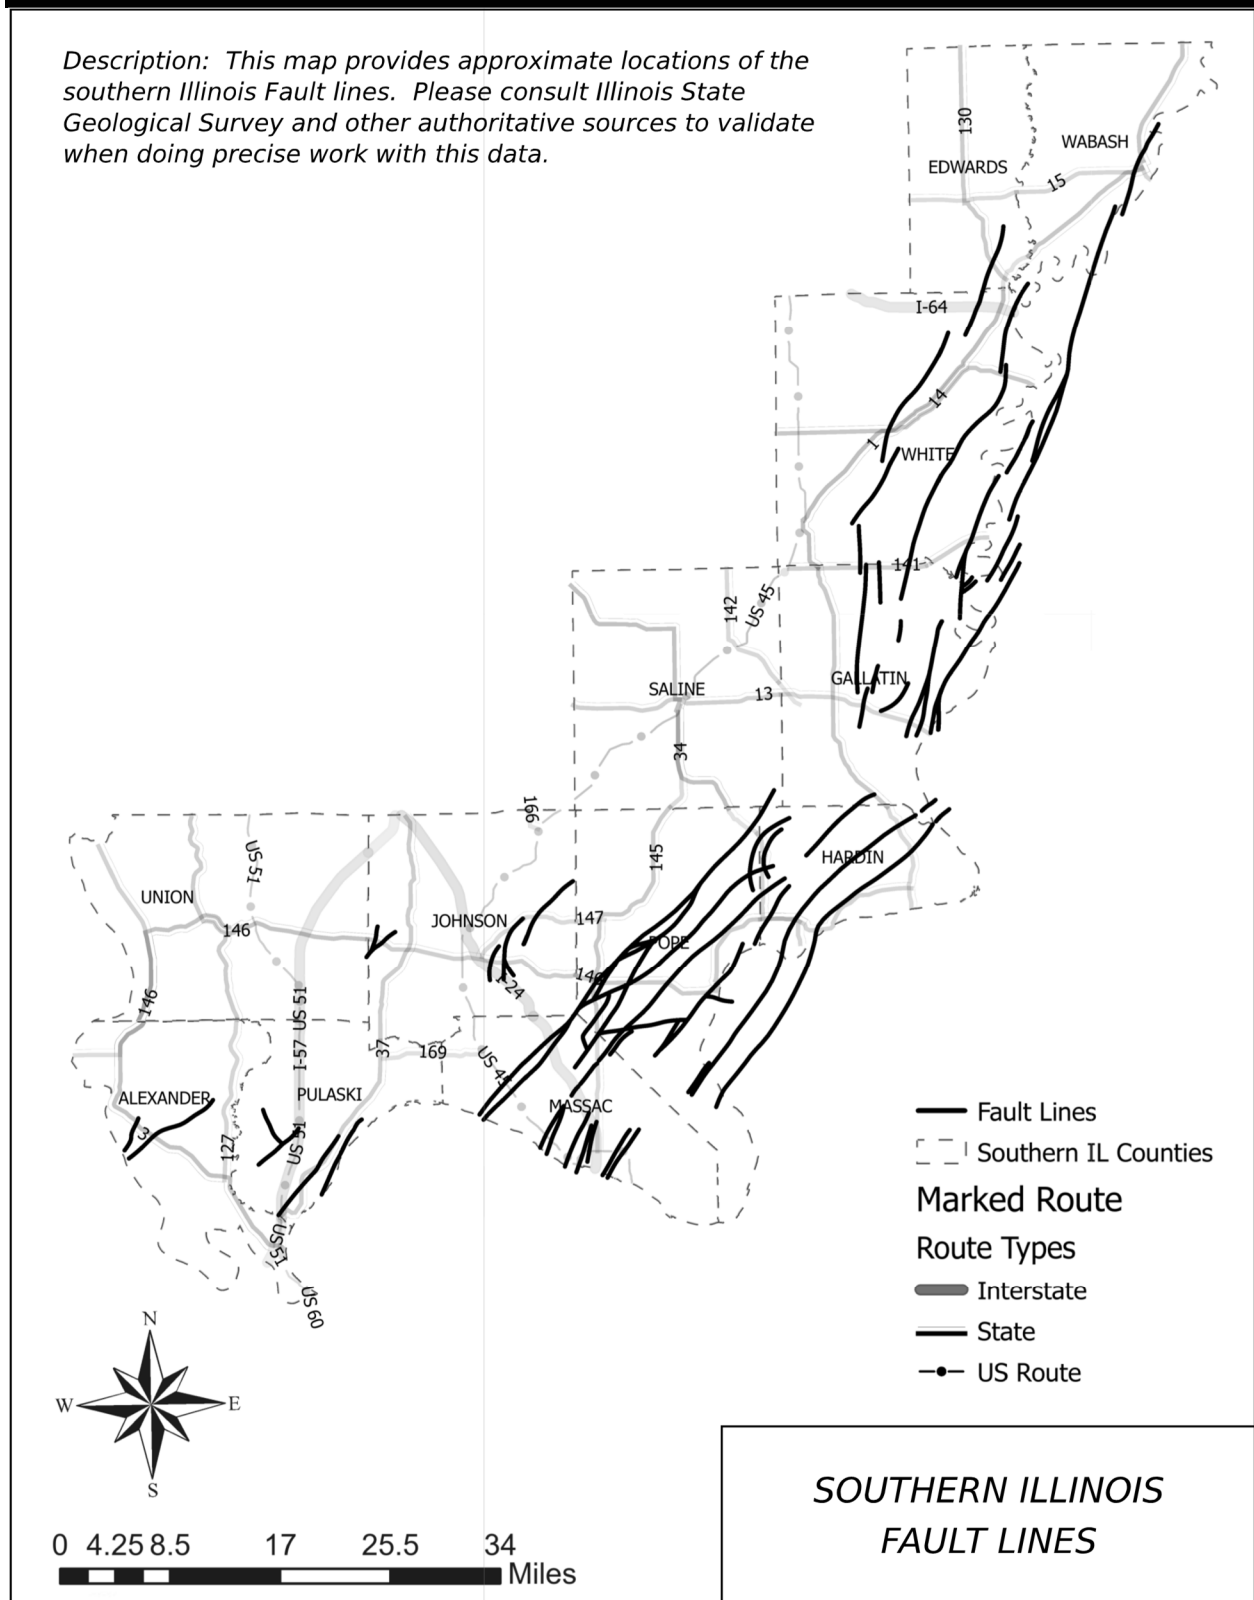 Description:  This map provides approximate locations of the
southern Illinois Fault lines.  Please consult Illinois State
Geological Survey and other authoritative sources to validate
when doing precise work with this data.
130
WABASH
EDWARDS
15
I-64
14
1
WHITE
141
142
US 45
GALLATIN
SALINE
13
34
166
US 51
145
HARDIN
UNION
146
JOHNSON
147
POPE
146
I-24
146
I-57 US 51
37
169
US 45
ALEXANDER
PULASKI
MASSAC
3
127
US 51
US 51
US 60
Fault Lines
Southern IL Counties
Marked Route
Route Types
Interstate
State
US Route
N
W
E
S
SOUTHERN ILLINOIS
FAULT LINES
0 4.25 8.5 17 25.5 34
Miles